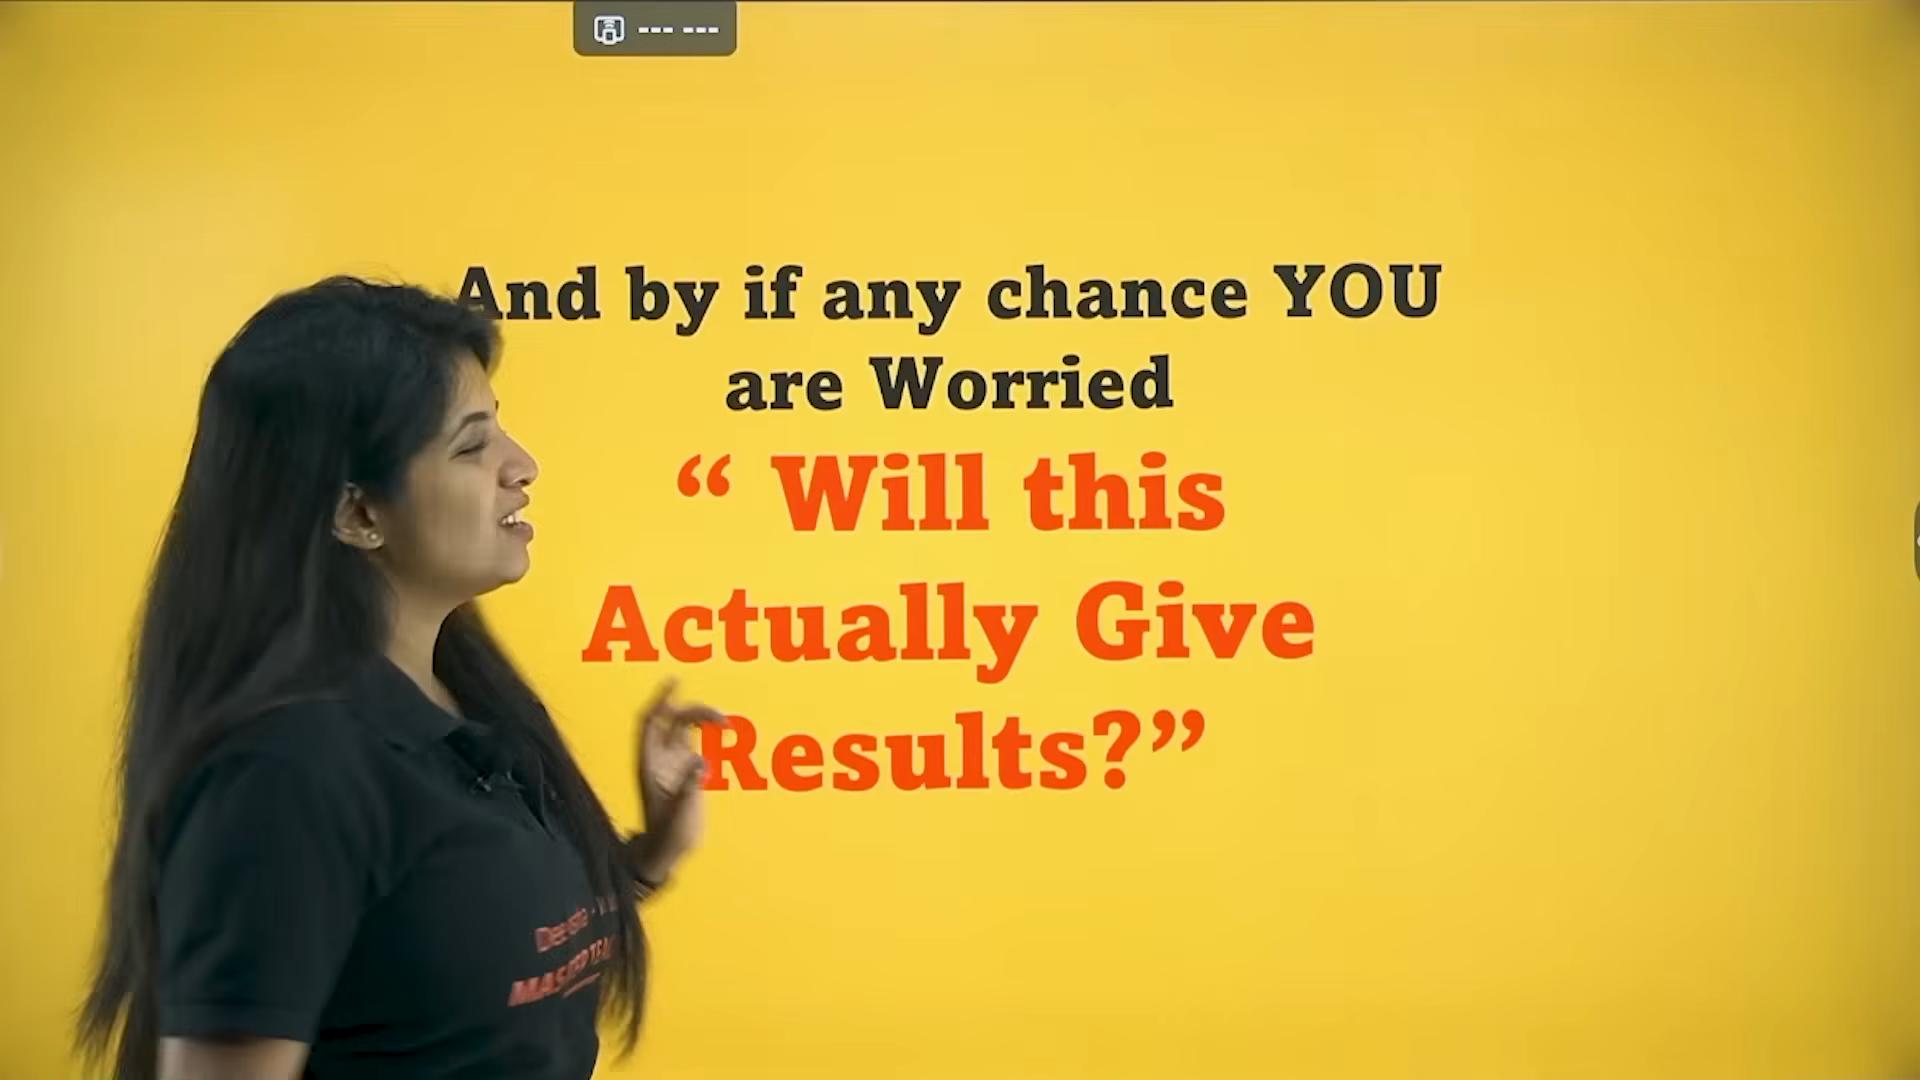 And by if any chance YOU
are Worried
“ Will this
Actually Give
Results?”